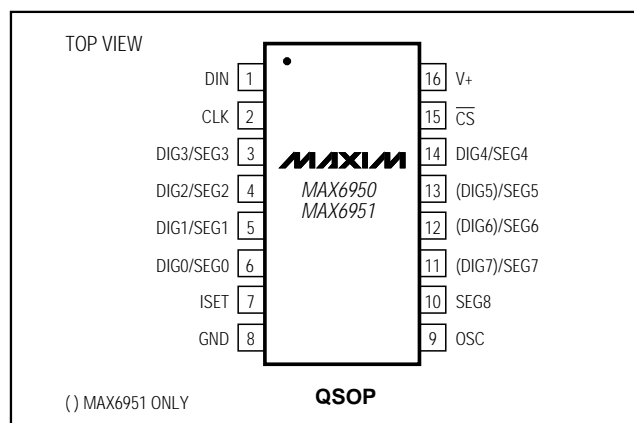 TOP VIEW
DIN 1
CLK 2
DIG3/SEG3 3
DIG2/SEG2 4
DIG1/SEG1 5
DIG0/SEG0 6
ISET 7
GND 8
MAXIM
MAX6950
MAX6951
16 V+
15 CS
14 DIG4/SEG4
13 (DIG5)/SEG5
12 (DIG6)/SEG6
11 (DIG7)/SEG7
10 SEG8
9 OSC
( ) MAX6951 ONLY
QSOP